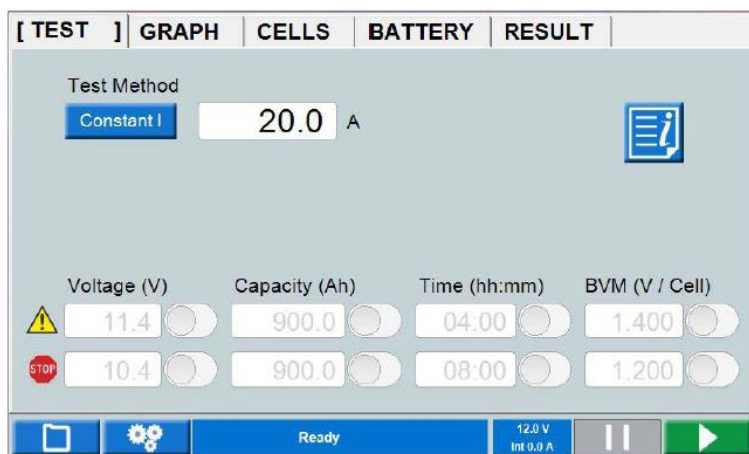 [ TEST ] GRAPH CELLS BATTERY RESULT
Test Method
Constant I 20.0 A
i
Voltage (V) Capacity (Ah) Time (hh:mm) BVM (V / Cell)
11.4 900.0 04:00 1.400
STOP 10.4 900.0 08:00 1.200
Ready 12.0 V
Int 0.0 A